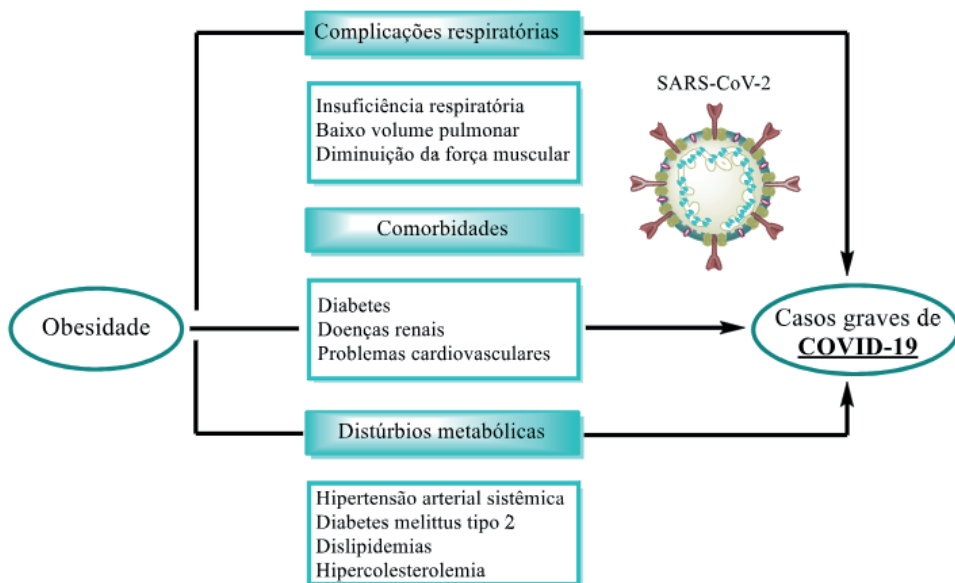 Complicações respiratórias
SARS-CoV-2
Insuficiência respiratória
Baixo volume pulmonar
Diminuição da força muscular
Comorbidades
Obesidade
Diabetes
Doenças renais
Problemas cardiovasculares
Casos graves de
COVID-19
Distúrbios metabólicas
Hipertensão arterial sistêmica
Diabetes melittus tipo 2
Dislipidemias
Hipercolesterolemia